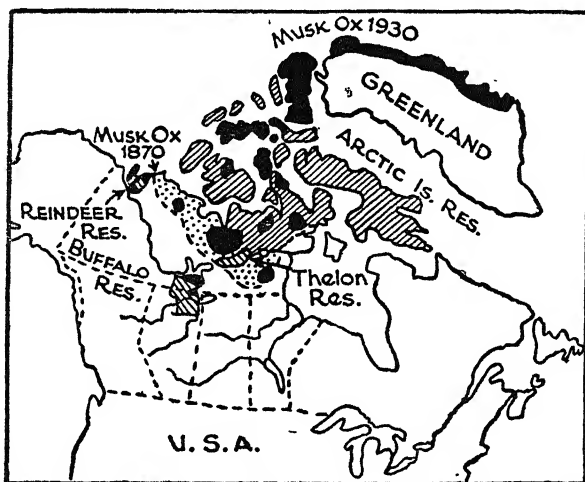 Musk Ox 1930
GREENLAND
Musk Ox
1870
ARCTIC Is. RES.
REINDEER
RES.
BUFFALO
RES.
Thelon
Res.
U.S.A.